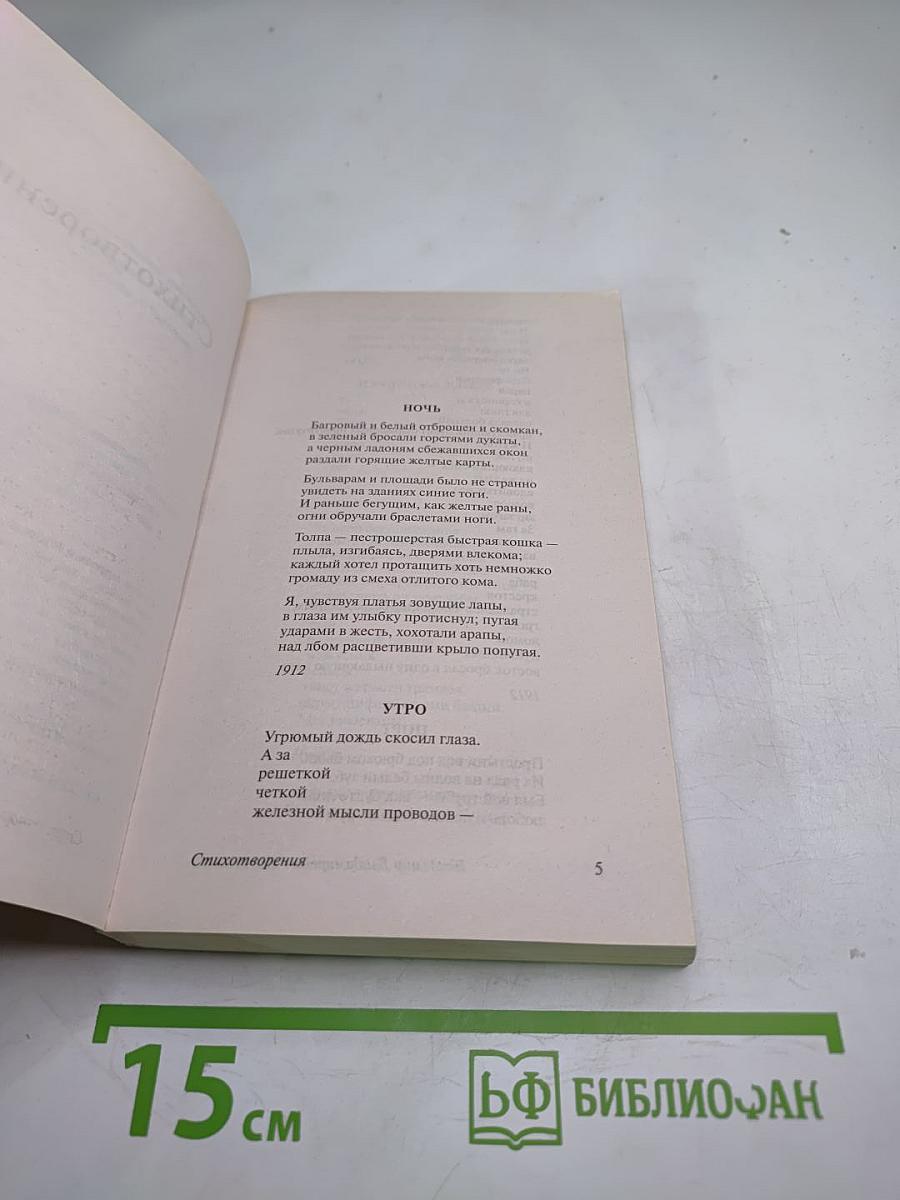 НОЧЬ
Багровый и белый отброшен и скомкан,
в зеленый бросали горстями дукаты,
а черным ладоням сбежавшихся окон
раздали горящие желтые карты.
Бульварам и площади было не странно
увидеть на зданиях синие тоги.
И раньше бегущим, как желтые раны,
огни обручали браслетами ноги.
Толпа — пестрошерстая быстрая кошка —
плыла, изгибаясь, дверями влекома;
каждый хотел протащить хоть немножко
громаду из смеха отлитого кома.
Я, чувствуя платья зовущие лапы,
в глаза им улыбку протиснул; пугая
ударами в жесть, хохотали арапы,
над лбом расцветивши крыло попугая.
1912
УТРО
Угрюмый дождь скосил глаза.
А за
решеткой
четкой
железной мысли проводов —
Стихотворения 5
15 см
БФ БИБЛИОФАН